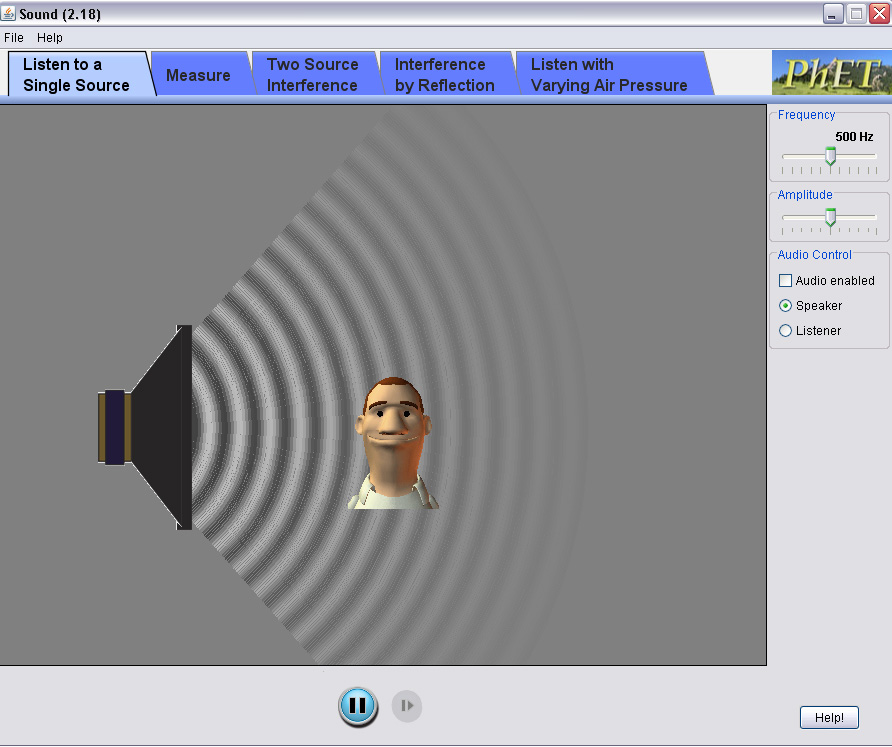 Sound (2.18)
File Help
Listen to a
Single Source
Measure
Two Source
Interference
Interference
by Reflection
Listen with
Varying Air Pressure
PhET
Frequency
500 Hz
Amplitude
Audio Control
Audio enabled
Speaker
Listener
Help!